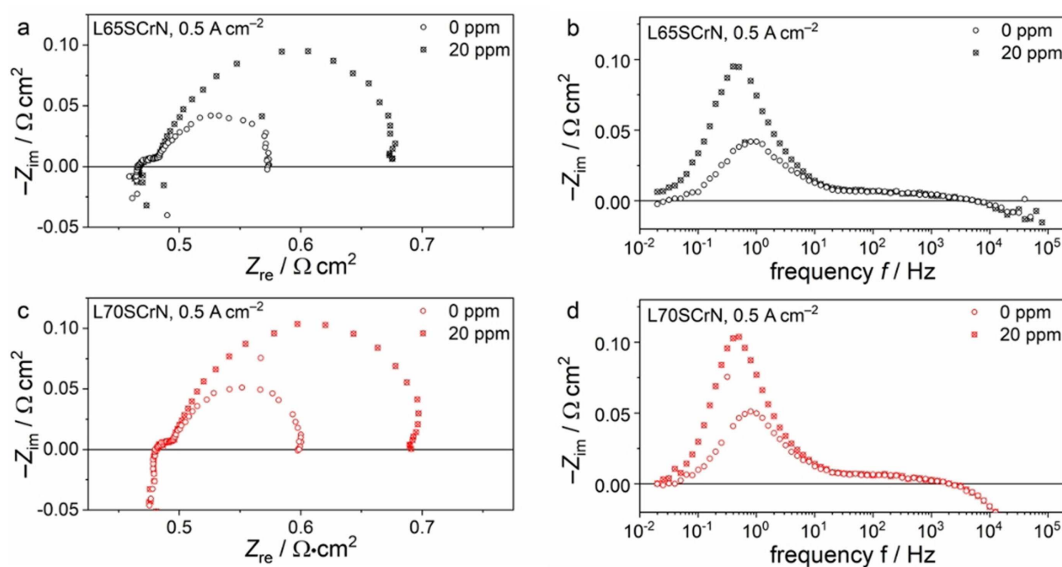 a
L65SCrN, 0.5 A cm⁻²
0 ppm
20 ppm
0.10
0.05
0.00
-0.05
−Z_im / Ω cm²
0.5 0.6 0.7
Z_re / Ω cm²
b
L65SCrN, 0.5 A cm⁻²
0 ppm
20 ppm
0.10
0.05
0.00
−Z_im / Ω cm²
10⁻² 10⁻¹ 10⁰ 10¹ 10² 10³ 10⁴ 10⁵
frequency f / Hz
c
L70SCrN, 0.5 A cm⁻²
0 ppm
20 ppm
0.10
0.05
0.00
-0.05
−Z_im / Ω cm²
0.5 0.6 0.7
Z_re / Ω•cm²
d
L70SCrN, 0.5 A cm⁻²
0 ppm
20 ppm
0.10
0.05
0.00
−Z_im / Ω cm²
10⁻² 10⁻¹ 10⁰ 10¹ 10² 10³ 10⁴ 10⁵
frequency f / Hz